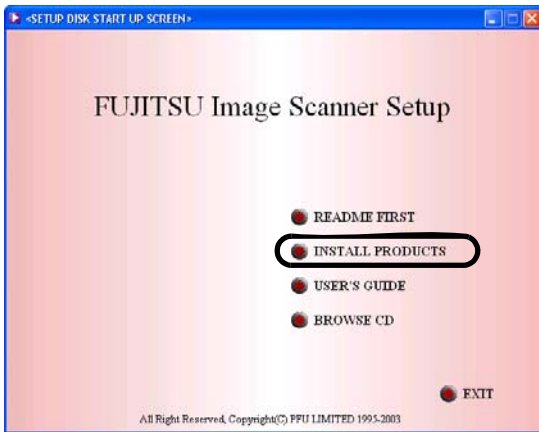 <SETUP DISK START UP SCREEN>
FUJITSU Image Scanner Setup
README FIRST
INSTALL PRODUCTS
USER'S GUIDE
BROWSE CD
EXIT
All Right Reserved, Copyright(C) PFU LIMITED 1995-2003